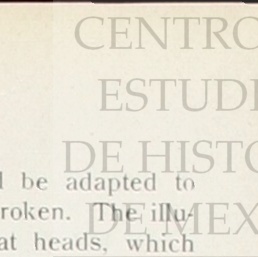 CENTRO
ESTUDI
DE HISTO
DE MEX
l be adapted to
roken. The illu-
at heads, which